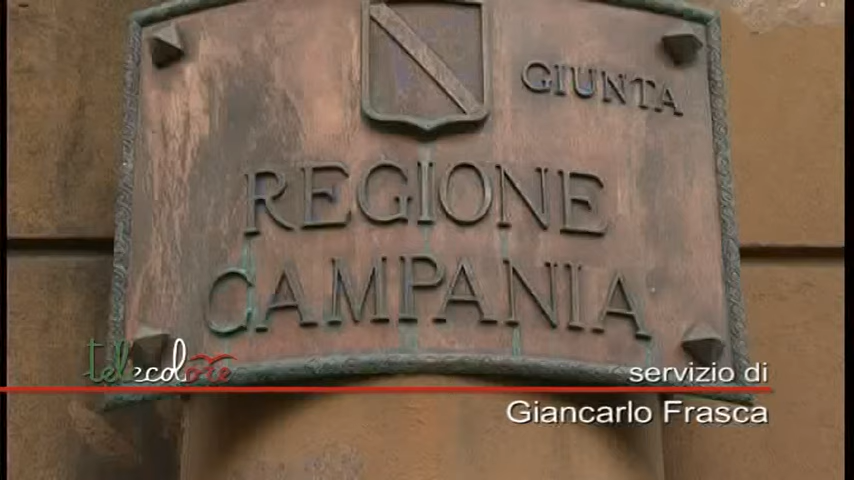 GIUNTA
REGIONE
CAMPANIA
telecolore
servizio di
Giancarlo Frasca